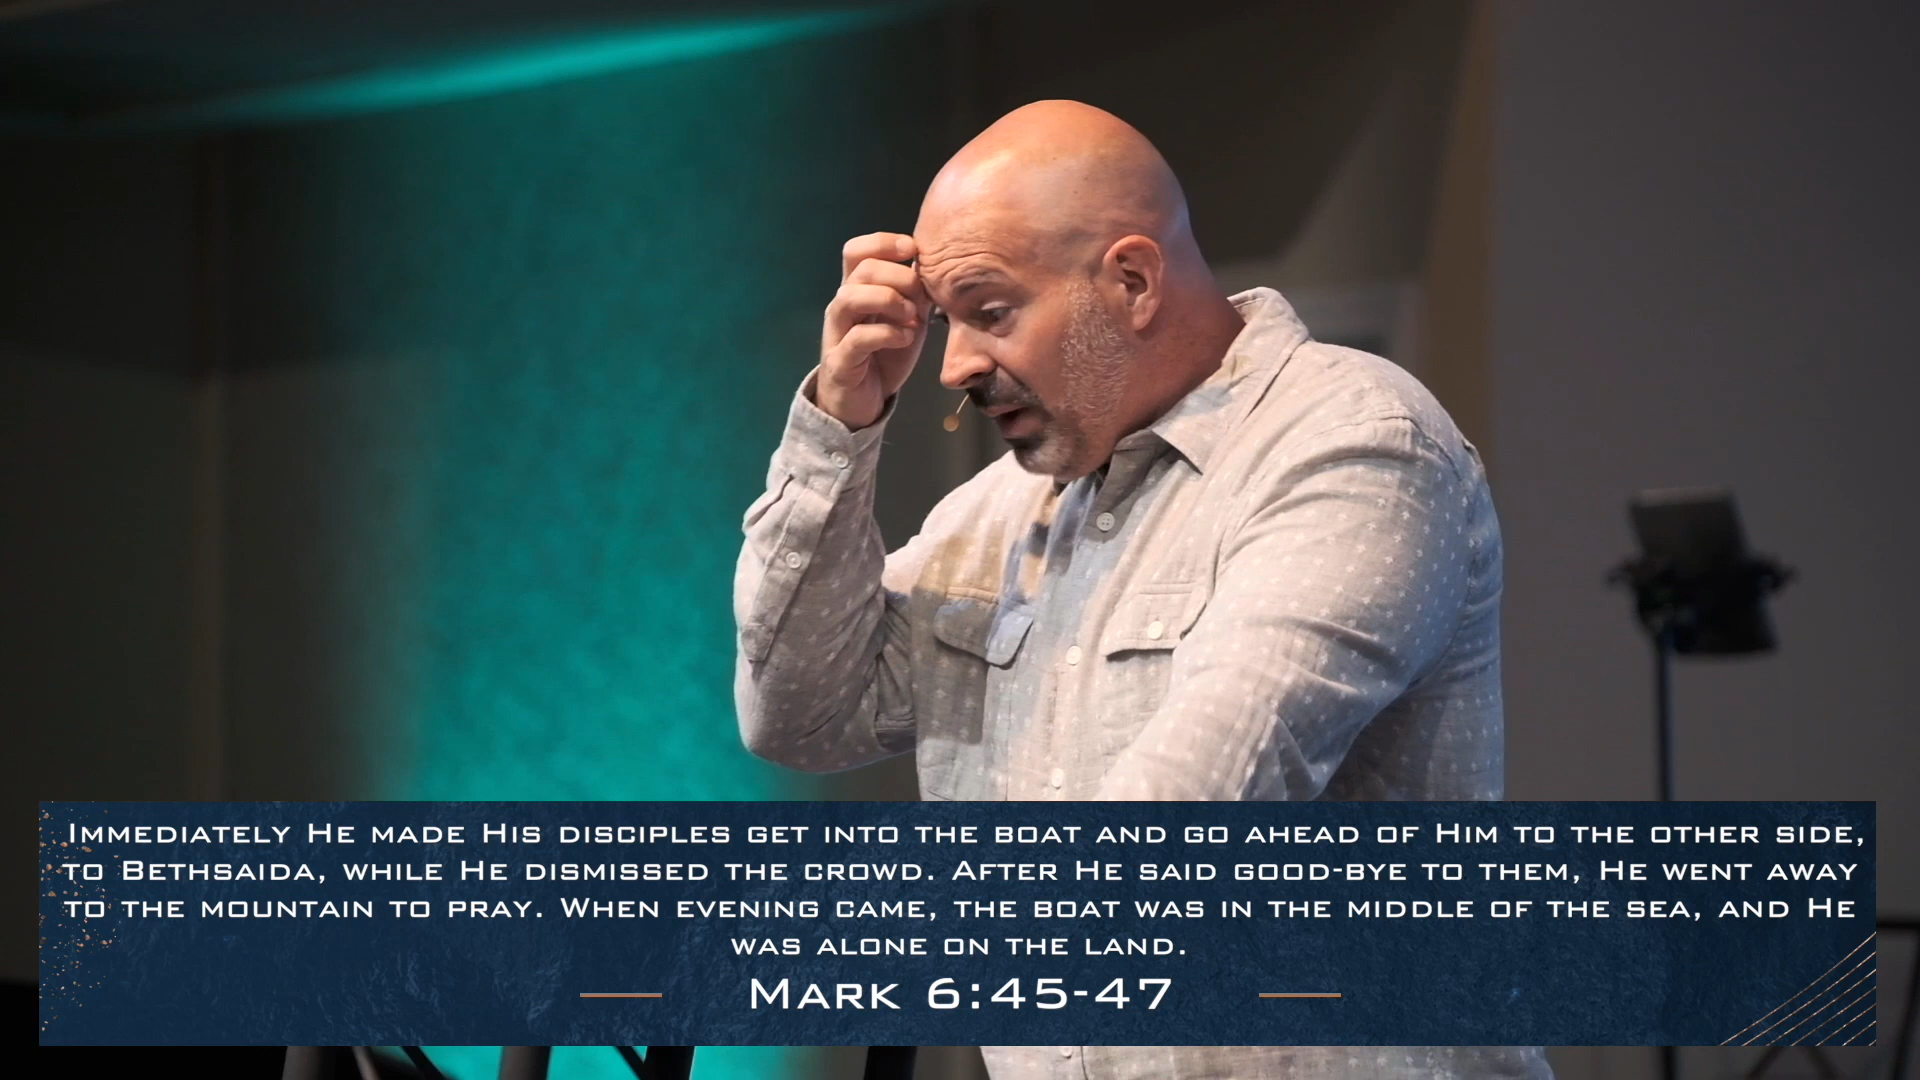 Immediately He made His disciples get into the boat and go ahead of Him to the other side,
to Bethsaida, while He dismissed the crowd. After He said good-bye to them, He went away
to the mountain to pray. When evening came, the boat was in the middle of the sea, and He
was alone on the land.
Mark 6:45-47